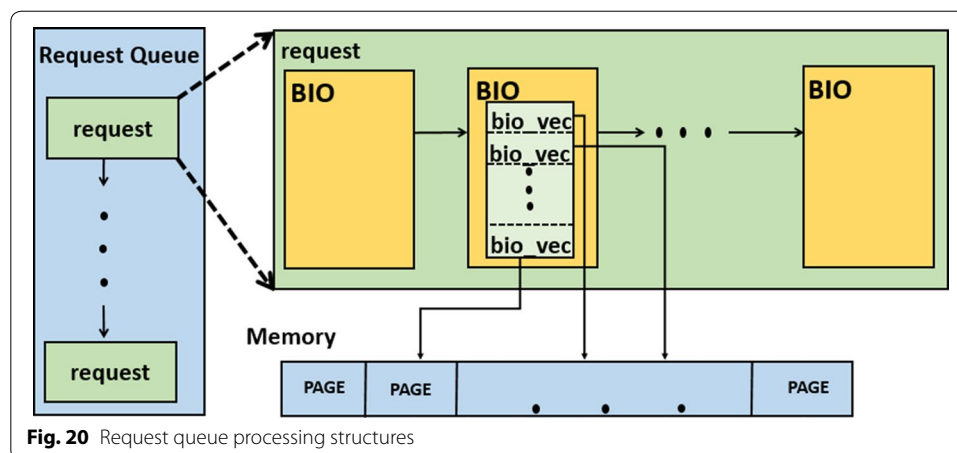 Request Queue
request
request
request
BIO
BIO
bio_vec
bio_vec
bio_vec
BIO
Memory
PAGE
PAGE
PAGE
Fig. 20 Request queue processing structures